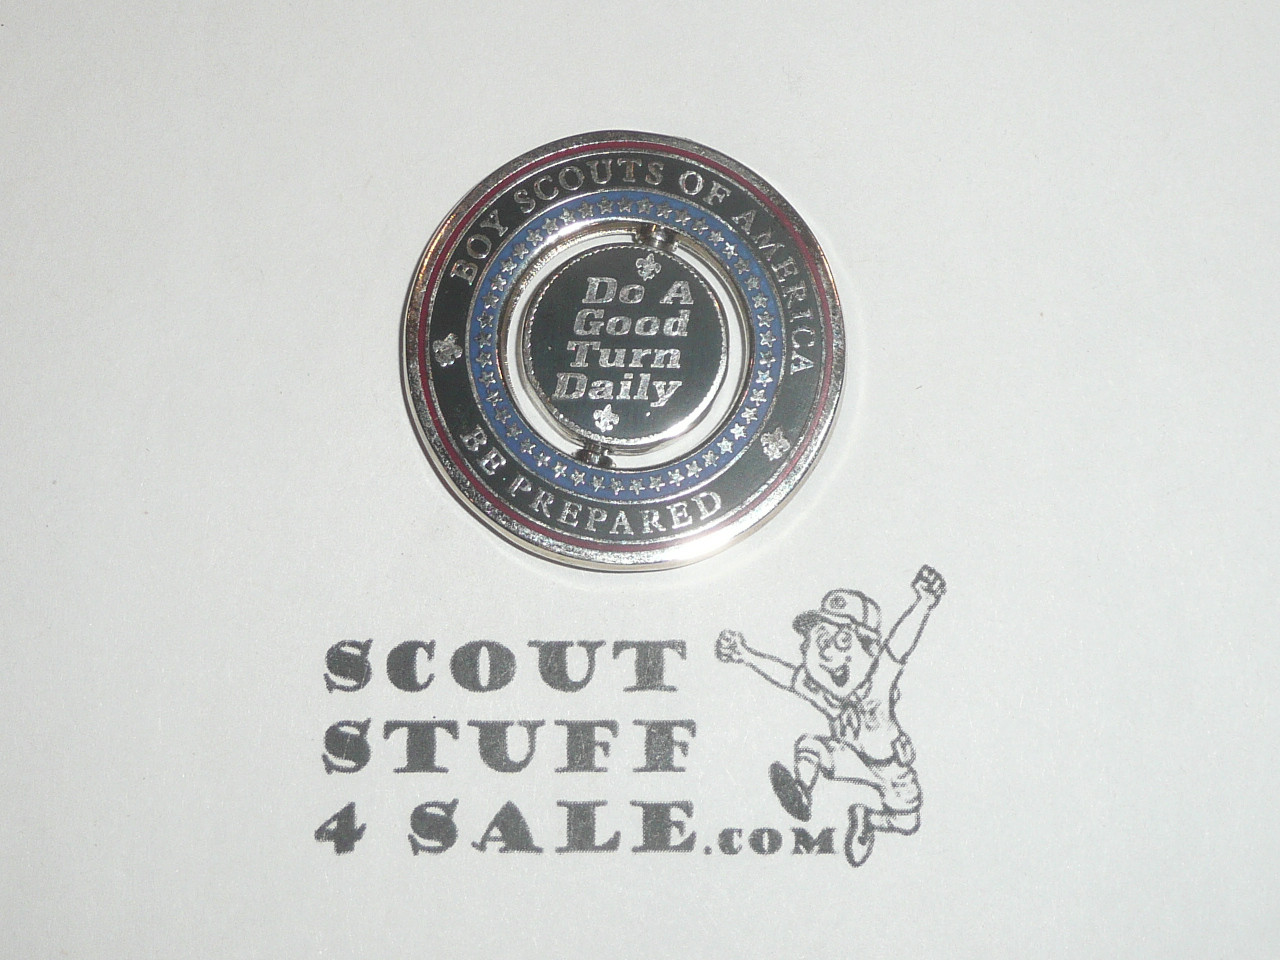 BOY SCOUTS OF AMERICA
Do A
Good
Turn
Daily
BE PREPARED
SCOUT
STUFF
4 SALE.COM